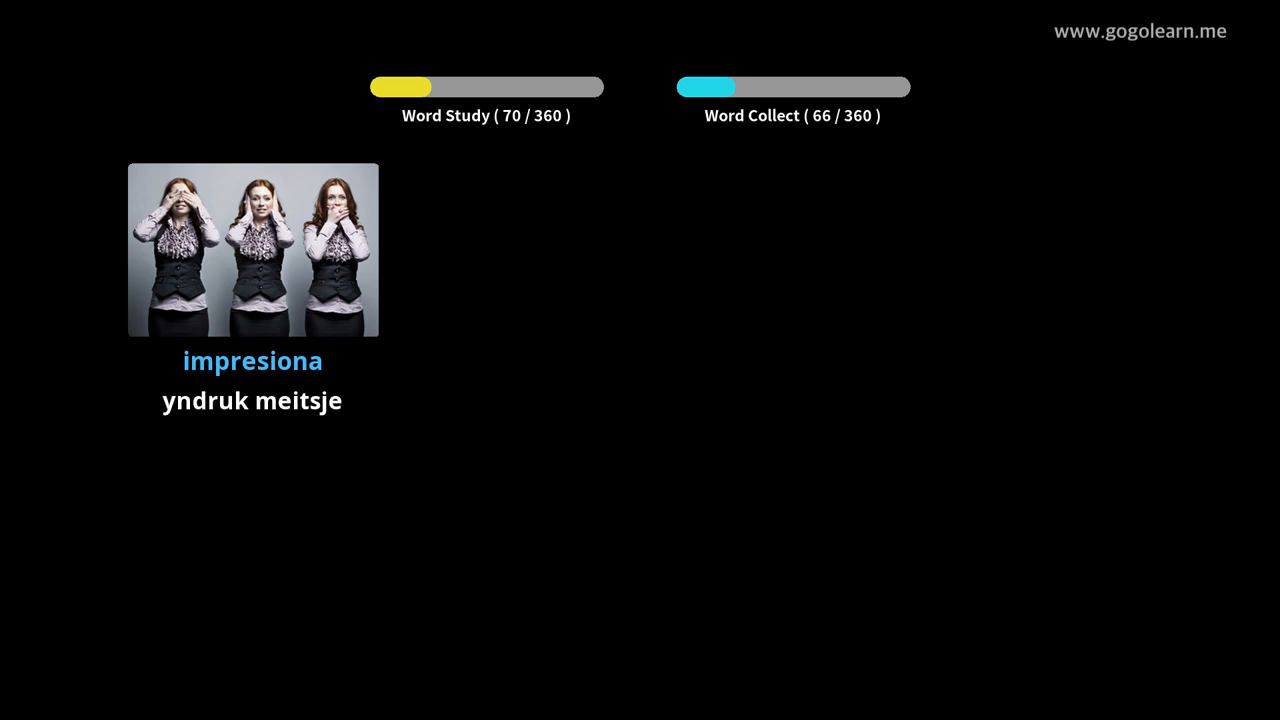 www.gogolearn.me
Word Study ( 70 / 360 )
Word Collect ( 66 / 360 )
impresiona
yndruk meitsje